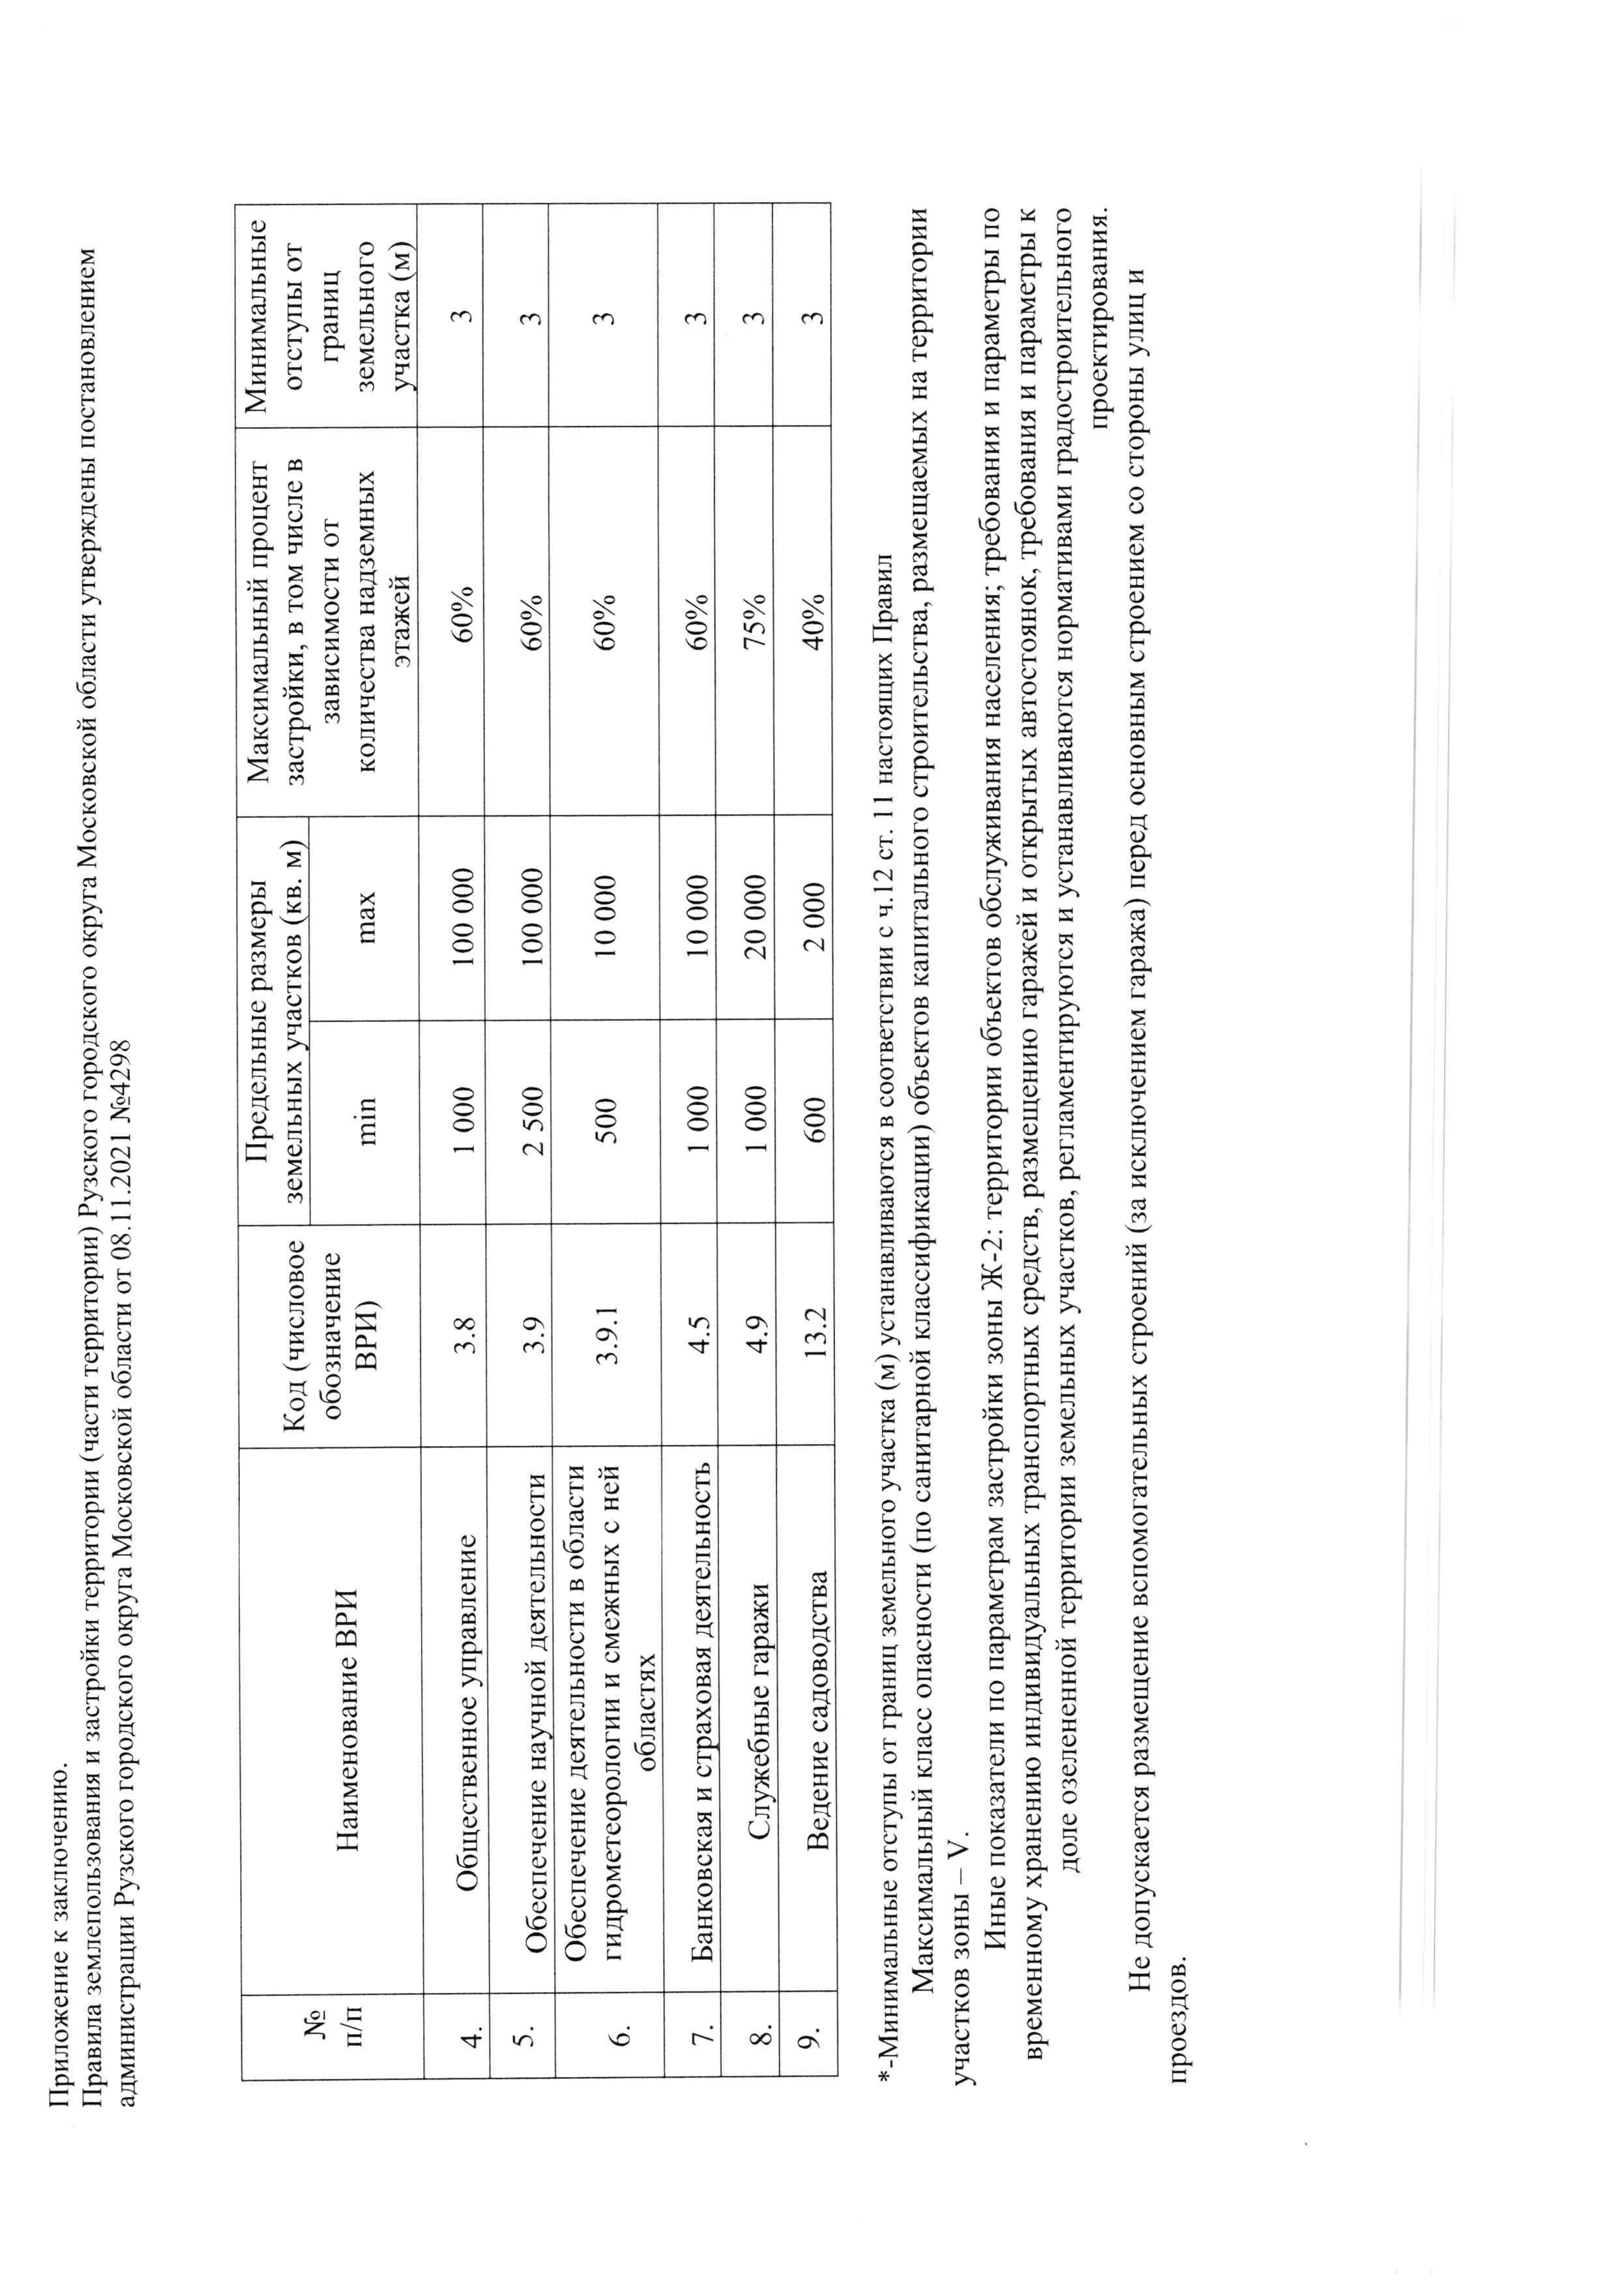 Приложение к заключению.
Правила землепользования и застройки территории (части территории) Рузского городского округа Московской области утверждены постановлением
администрации Рузского городского округа Московской области от 08.11.2021 №4298
№
п/п
Наименование ВРИ
Код (числовое
обозначение
ВРИ)
Предельные размеры
земельных участков (кв. м)
min
max
Максимальный процент
застройки, в том числе в
зависимости от
количества надземных
этажей
Минимальные
отступы от
границ
земельного
участка (м)
4. Общественное управление 3.8 1 000 100 000 60% 3
5. Обеспечение научной деятельности 3.9 2 500 100 000 60% 3
6. Обеспечение деятельности в области
гидрометеорологии и смежных с ней
областях
3.9.1 500 10 000 60% 3
7. Банковская и страховая деятельность 4.5 1 000 10 000 60% 3
8. Служебные гаражи 4.9 1 000 20 000 75% 3
9. Ведение садоводства 13.2 600 2 000 40% 3
*-Минимальные отступы от границ земельного участка (м) устанавливаются в соответствии с ч.12 ст. 11 настоящих Правил
Максимальный класс опасности (по санитарной классификации) объектов капитального строительства, размещаемых на территории
участков зоны – V.
Иные показатели по параметрам застройки зоны Ж-2: территории объектов обслуживания населения; требования и параметры по
временному хранению индивидуальных транспортных средств, размещению гаражей и открытых автостоянок, требования и параметры к
доле озелененной территории земельных участков, регламентируются и устанавливаются нормативами градостроительного
проектирования.
Не допускается размещение вспомогательных строений (за исключением гаража) перед основным строением со стороны улиц и
проездов.